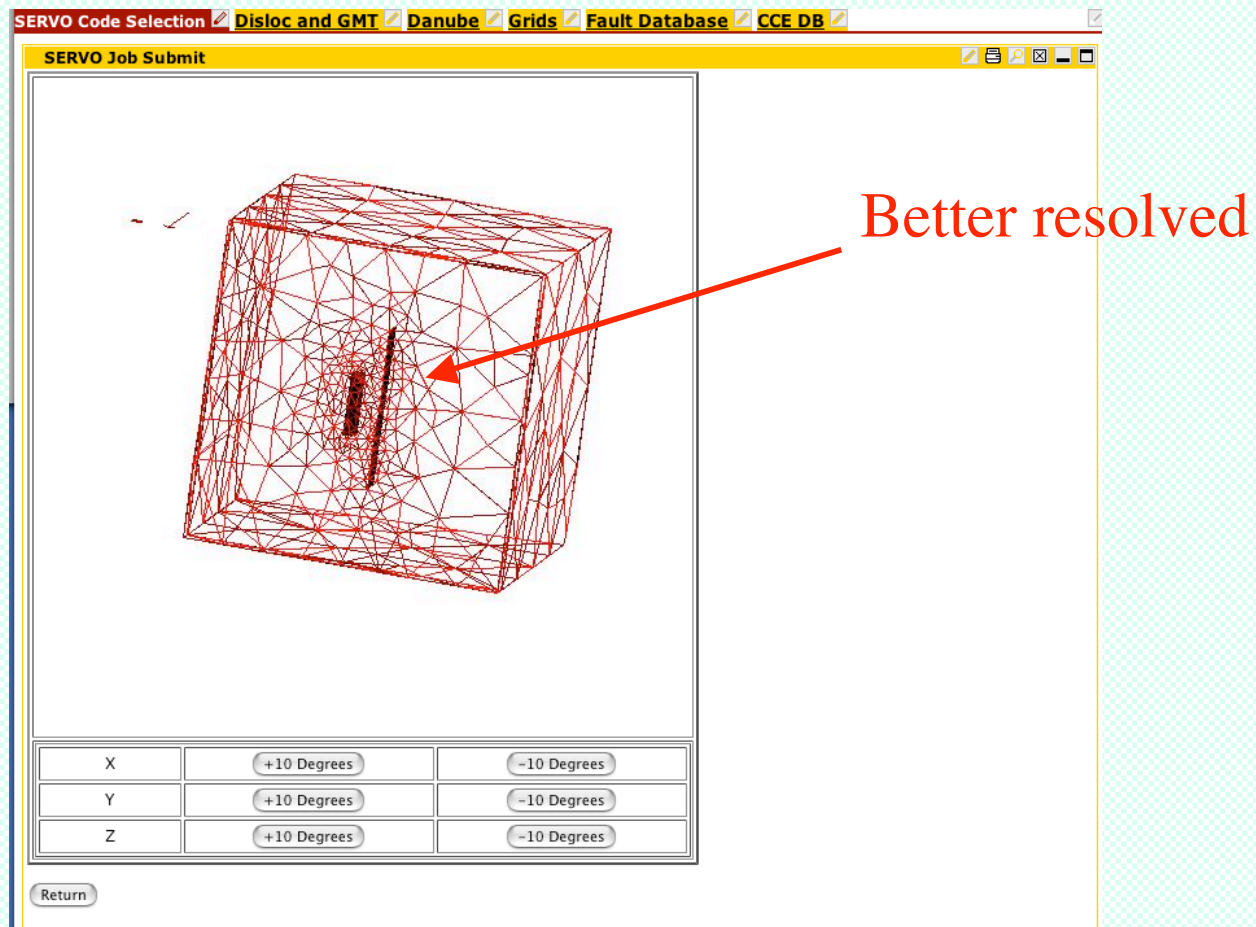 SERVO Code Selection Disloc and GMT Danube Grids Fault Database CCE DB
SERVO Job Submit
Better resolved
X +10 Degrees -10 Degrees
Y +10 Degrees -10 Degrees
Z +10 Degrees -10 Degrees
Return